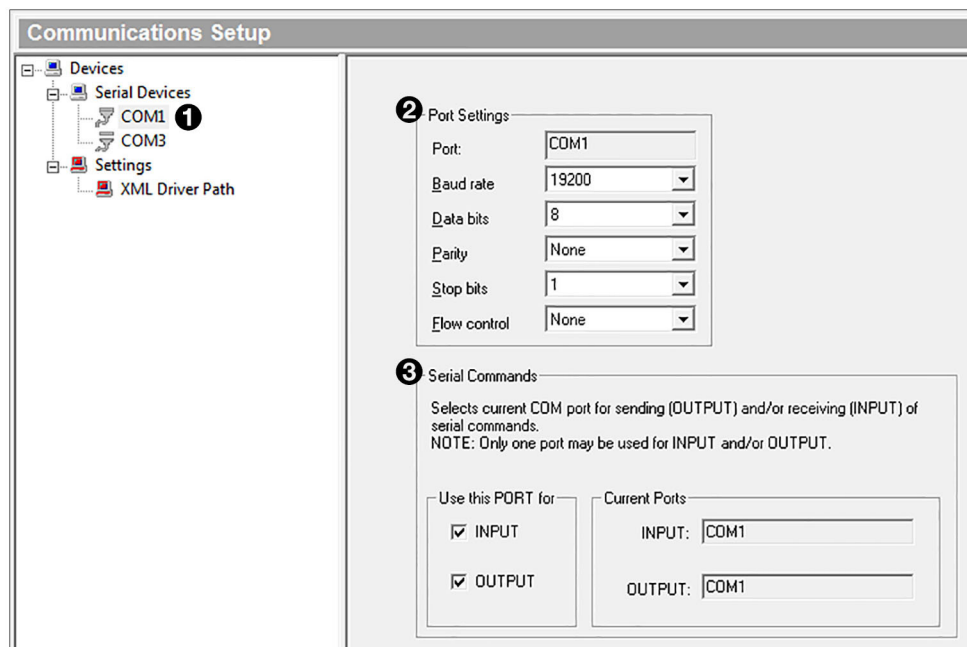 Communications Setup
Devices
Serial Devices
COM1 ❶
COM3
Settings
XML Driver Path
❷ Port Settings
Port: COM1
Baud rate 19200
Data bits 8
Parity None
Stop bits 1
Flow control None
❸ Serial Commands
Selects current COM port for sending (OUTPUT) and/or receiving (INPUT) of
serial commands.
NOTE: Only one port may be used for INPUT and/or OUTPUT.
Use this PORT for
INPUT
OUTPUT
Current Ports
INPUT: COM1
OUTPUT: COM1